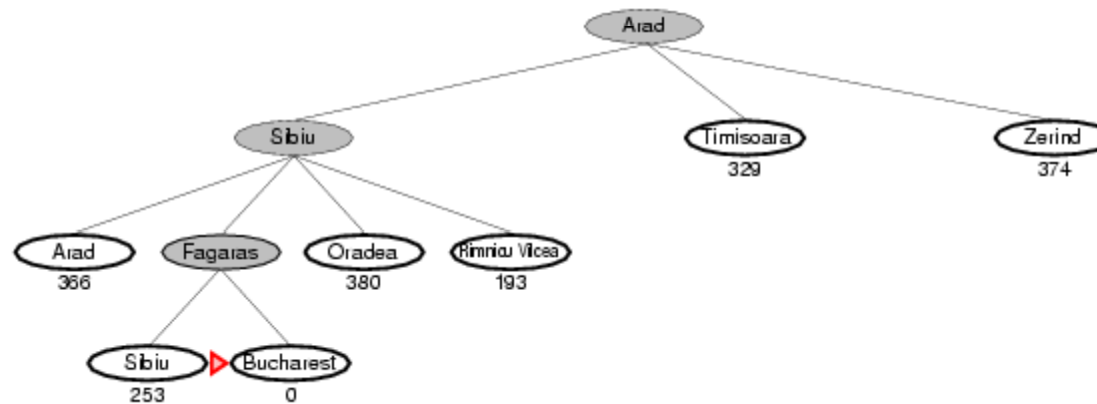 Arad
Sibiu
Timisoara
Zerind
329
374
Arad
Fagaras
Oradea
Rimnicu Vilcea
366
380
193
Sibiu
Bucharest
253
0